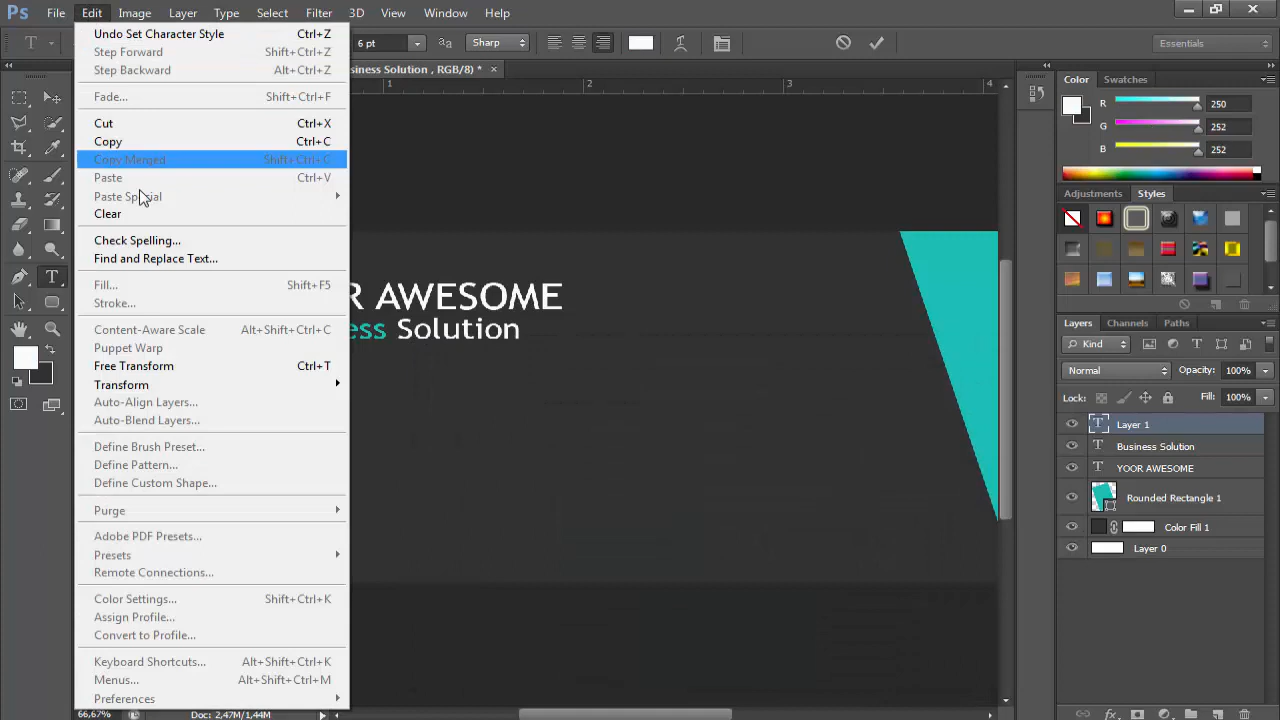 Ps File Edit Image Layer Type Select Filter 3D View Window Help
T 6 pt aa Sharp Essentials
usiness Solution , RGB/8) * ×
1 2 3 4
Undo Set Character Style Ctrl+Z
Step Forward Shift+Ctrl+Z
Step Backward Alt+Ctrl+Z
Fade... Shift+Ctrl+F
Cut Ctrl+X
Copy Ctrl+C
Copy Merged Shift+Ctrl+C
Paste Ctrl+V
Paste Special
Clear
Check Spelling...
Find and Replace Text...
Fill... Shift+F5
Stroke...
Content-Aware Scale Alt+Shift+Ctrl+C
Puppet Warp
Free Transform Ctrl+T
Transform
Auto-Align Layers...
Auto-Blend Layers...
Define Brush Preset...
Define Pattern...
Define Custom Shape...
Purge
Adobe PDF Presets...
Presets
Remote Connections...
Color Settings... Shift+Ctrl+K
Assign Profile...
Convert to Profile...
Keyboard Shortcuts... Alt+Shift+Ctrl+K
Menus... Alt+Shift+Ctrl+M
Preferences
R AWESOME
ess Solution
Color Swatches
R 250
G 252
B 252
Adjustments Styles
Layers Channels Paths
Kind
Normal Opacity: 100%
Lock: Fill: 100%
T Layer 1
T Business Solution
T YOOR AWESOME
Rounded Rectangle 1
Color Fill 1
Layer 0
fx
66,67% Doc: 2,47M/1,44M